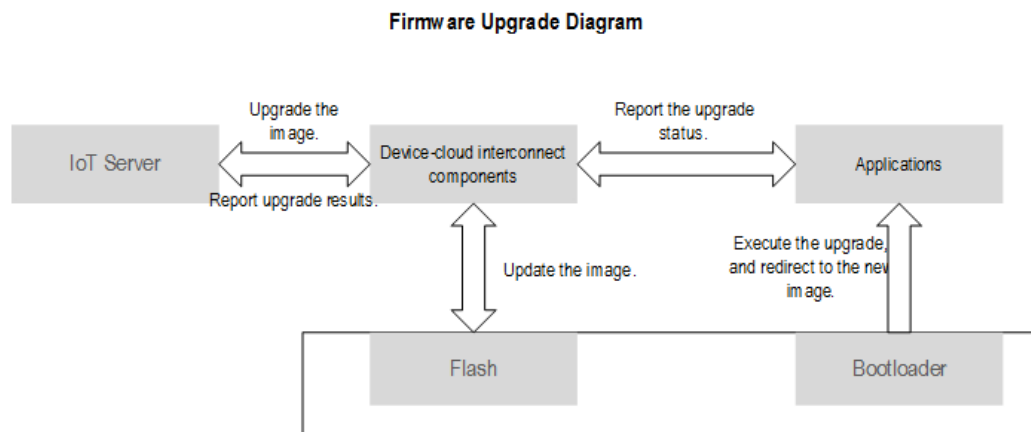 Firmware Upgrade Diagram
Upgrade the
image.
Report the upgrade
status.
IoT Server
Device-cloud interconnect
components
Applications
Report upgrade results.
Update the image.
Execute the upgrade,
and redirect to the new
image.
Flash
Bootloader